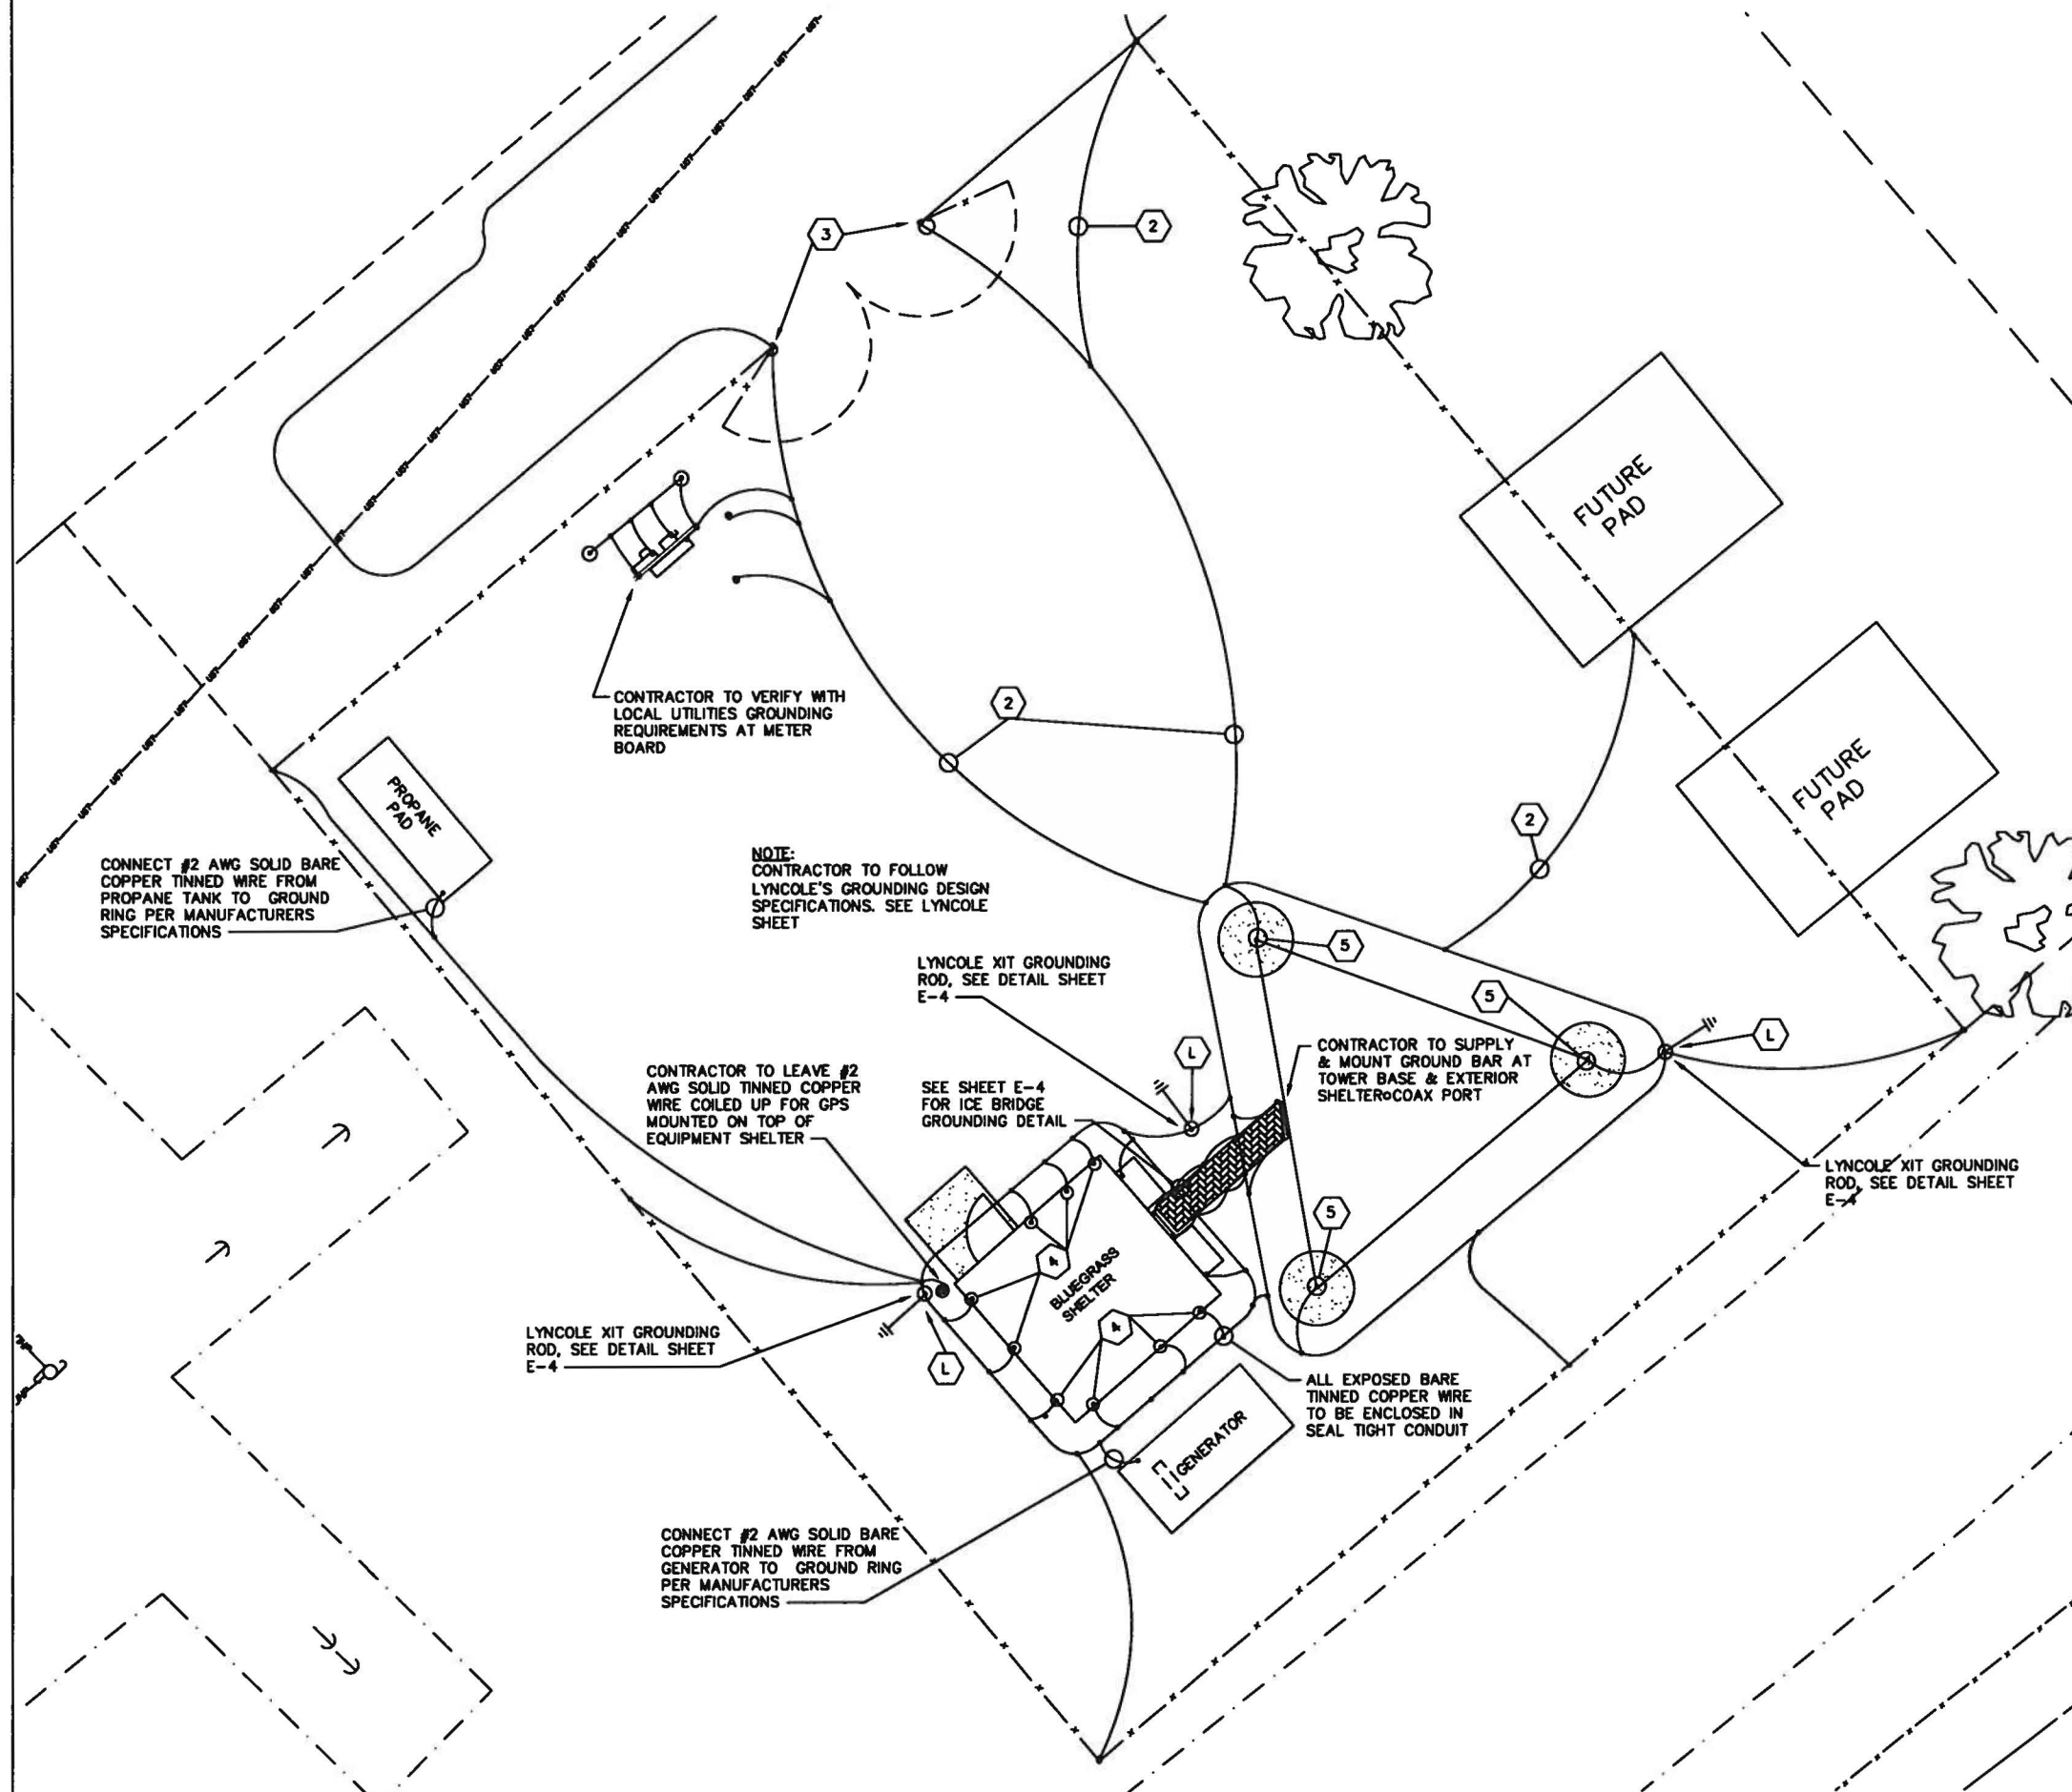 3
2
FUTURE
PAD
FUTURE
PAD
CONTRACTOR TO VERIFY WITH
LOCAL UTILITIES GROUNDING
REQUIREMENTS AT METER
BOARD
2
PROPANE
PAD
2
CONNECT #2 AWG SOLID BARE
COPPER TINNED WIRE FROM
PROPANE TANK TO GROUND
RING PER MANUFACTURERS
SPECIFICATIONS
NOTE:
CONTRACTOR TO FOLLOW
LYNCOLE'S GROUNDING DESIGN
SPECIFICATIONS. SEE LYNCOLE
SHEET
5
LYNCOLE XIT GROUNDING
ROD, SEE DETAIL SHEET
E-4
5
L
L
CONTRACTOR TO SUPPLY
& MOUNT GROUND BAR AT
TOWER BASE & EXTERIOR
SHELTER COAX PORT
CONTRACTOR TO LEAVE #2
AWG SOLID TINNED COPPER
WIRE COILED UP FOR GPS
MOUNTED ON TOP OF
EQUIPMENT SHELTER
SEE SHEET E-4
FOR ICE BRIDGE
GROUNDING DETAIL
LYNCOLE XIT GROUNDING
ROD, SEE DETAIL SHEET
E-4
5
4
BLUEGRASS
SHELTER
4
LYNCOLE XIT GROUNDING
ROD, SEE DETAIL SHEET
E-4
L
ALL EXPOSED BARE
TINNED COPPER WIRE
TO BE ENCLOSED IN
SEAL TIGHT CONDUIT
GENERATOR
CONNECT #2 AWG SOLID BARE
COPPER TINNED WIRE FROM
GENERATOR TO GROUND RING
PER MANUFACTURERS
SPECIFICATIONS